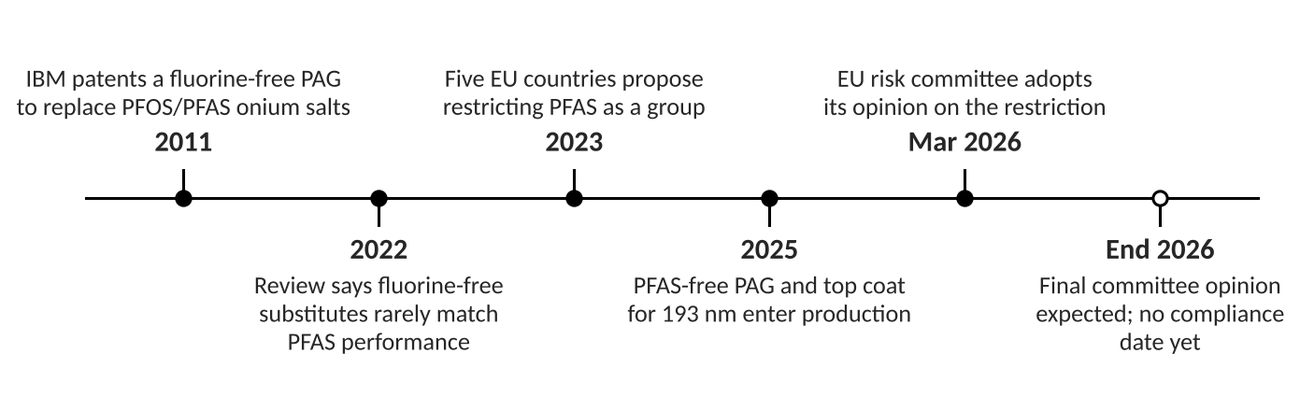 IBM patents a fluorine-free PAG
to replace PFOS/PFAS onium salts
2011
2022
Review says fluorine-free
substitutes rarely match
PFAS performance
Five EU countries propose
restricting PFAS as a group
2023
2025
PFAS-free PAG and top coat
for 193 nm enter production
EU risk committee adopts
its opinion on the restriction
Mar 2026
End 2026
Final committee opinion
expected; no compliance
date yet